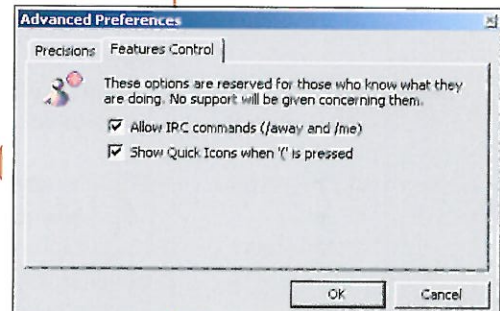 Advanced Preferences
Precisions Features Control
These options are reserved for those who know what they
are doing. No support will be given concerning them.
Allow IRC commands (/away and /me)
Show Quick Icons when '(' is pressed
OK Cancel